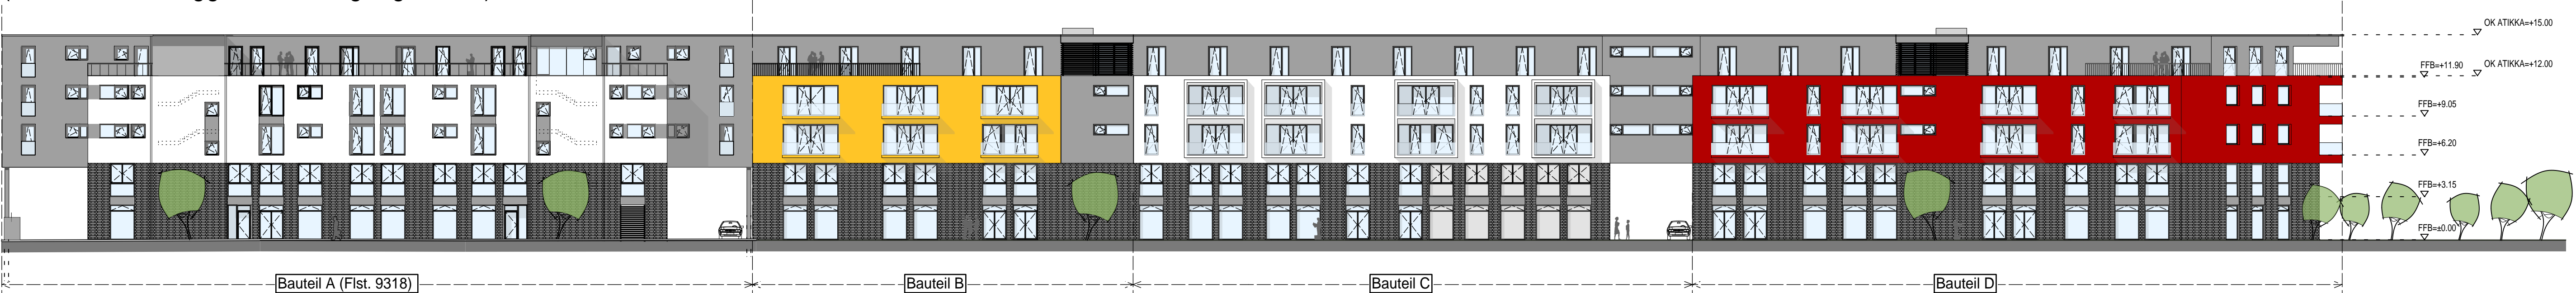 OK ATIKKA=+15.00
FFB=+11.90
OK ATIKKA=+12.00
FFB=+9.05
FFB=+6.20
FFB=+3.15
FFB=±0.00
Bauteil A (Flst. 9318)
Bauteil B
Bauteil C
Bauteil D